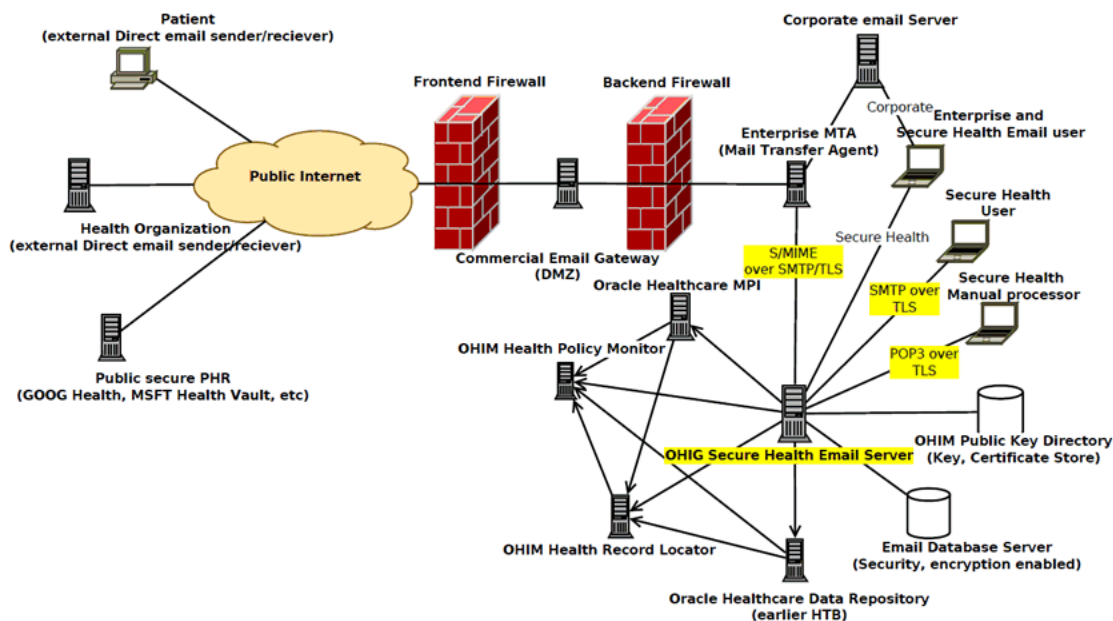 Patient
(external Direct email sender/reciever)
Corporate email Server
Frontend Firewall
Backend Firewall
Corporate
Enterprise and
Secure Health Email user
Enterprise MTA
(Mail Transfer Agent)
Public Internet
Secure Health
User
Health Organization
(external Direct email sender/reciever)
Secure Health
S/MIME
over SMTP/TLS
Commercial Email Gateway
(DMZ)
Secure Health
Manual processor
Oracle Healthcare MPI
SMTP over
TLS
OHIM Health Policy Monitor
POP3 over
TLS
Public secure PHR
(GOOG Health, MSFT Health Vault, etc)
OHIG Secure Health Email Server
OHIM Public Key Directory
(Key, Certificate Store)
OHIM Health Record Locator
Email Database Server
(Security, encryption enabled)
Oracle Healthcare Data Repository
(earlier HTB)